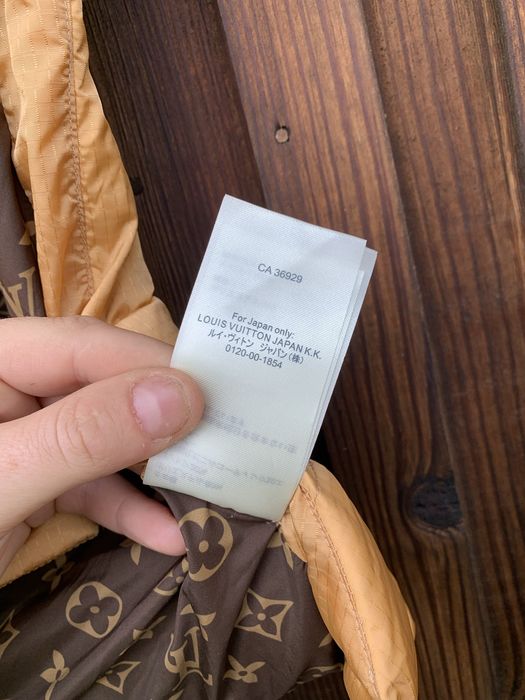 CA 36929
For Japan only:
LOUIS VUITTON JAPAN K.K.
ルイ・ヴィトン ジャパン(株)
0120-00-1854